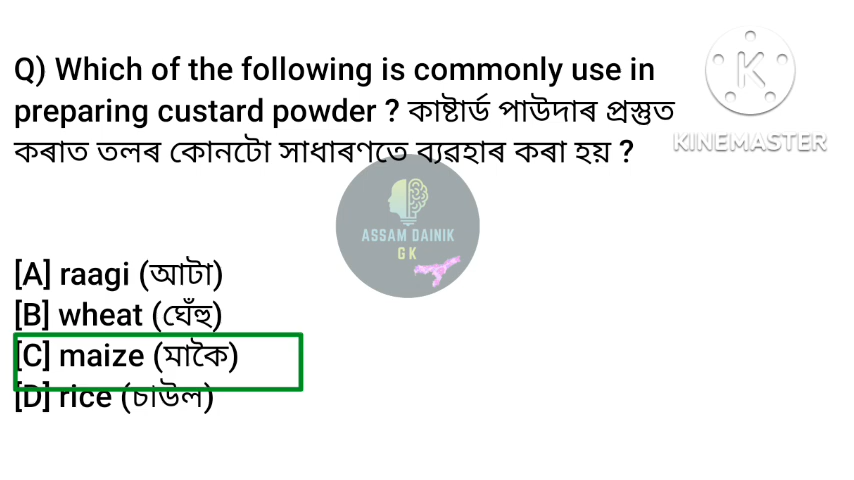 Q) Which of the following is commonly use in
preparing custard powder ? কাষ্টাৰ্ড পাউদাৰ প্ৰস্তুত
কৰাত তলৰ কোনটো সাধাৰণতে ব্যৱহাৰ কৰা হয় ?
KINEMASTER
ASSAM DAINIK
GK
[A] raagi (আটা)
[B] wheat (ঘেঁহু)
[C] maize (মাকৈ)
[D] rice (চাউল)